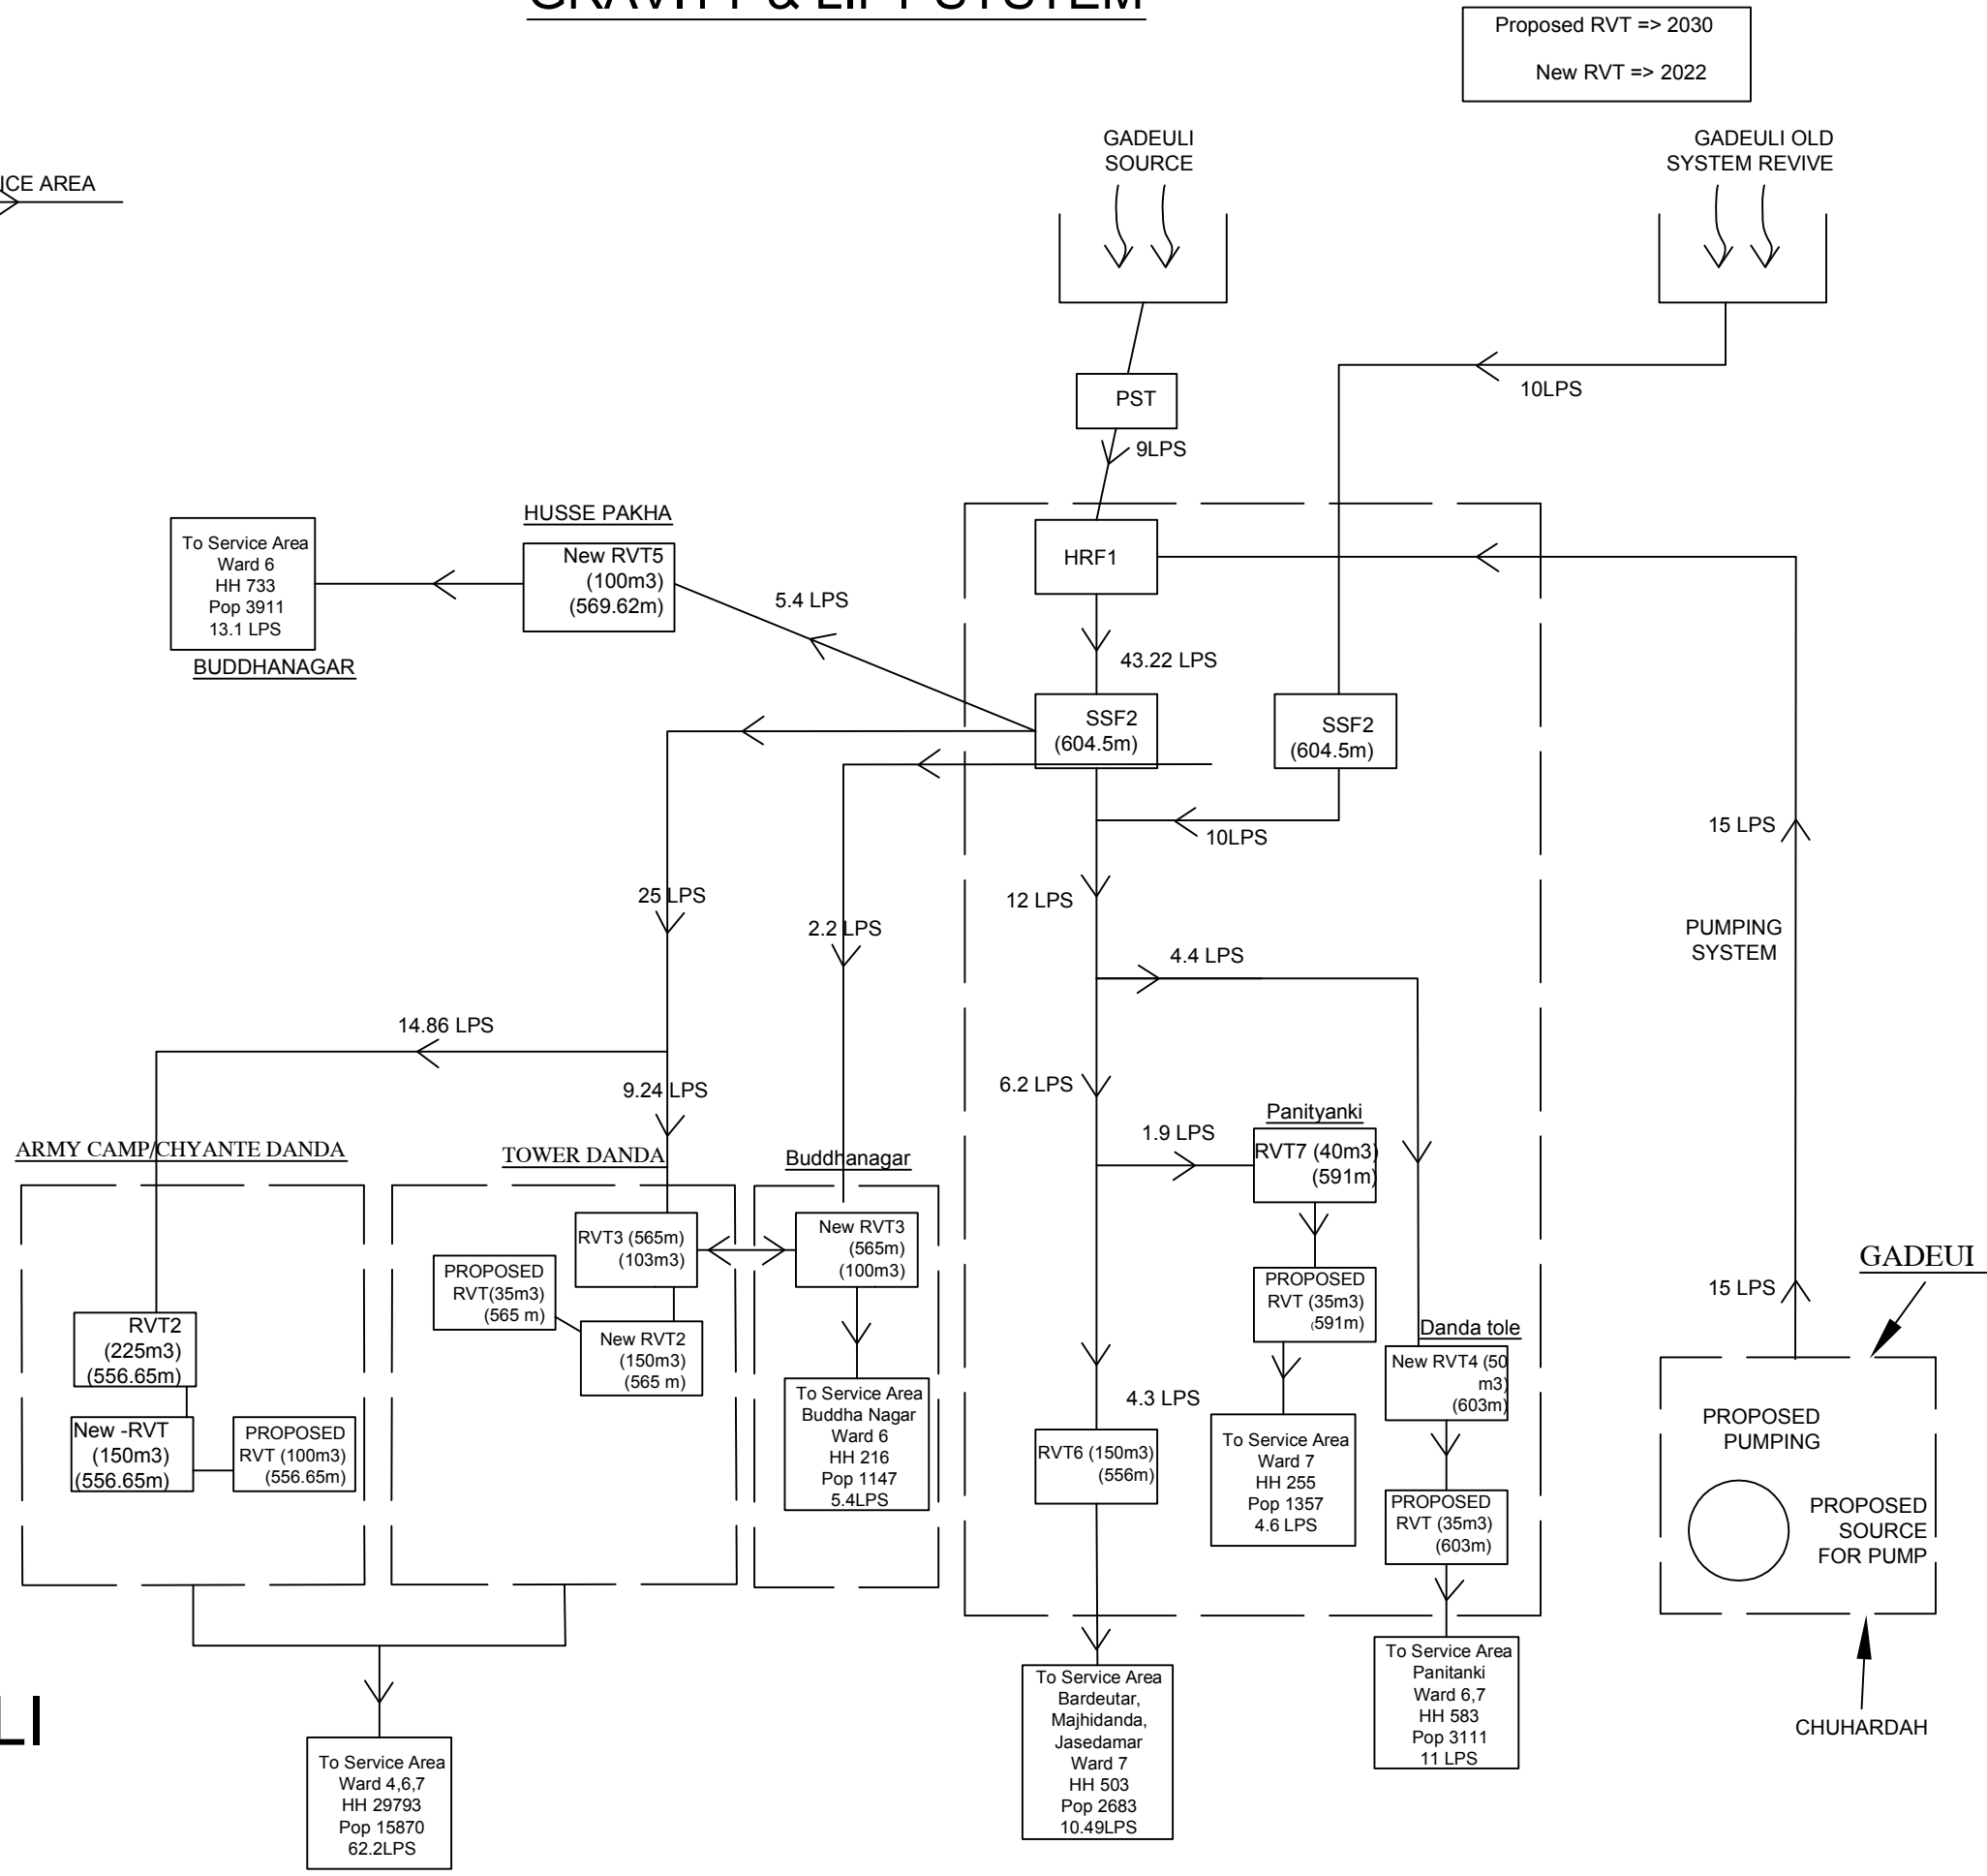 GRAVITY & LIFT SYSTEM
Proposed RVT => 2030
New RVT => 2022
GADEULI
SOURCE
GADEULI OLD
SYSTEM REVIVE
AREA
10LPS
PST
9LPS
HUSSE PAKHA
To Service Area
Ward 6
HH 733
Pop 3911
13.1 LPS
BUDDHANAGAR
New RVT5
(100m3)
(569.62m)
5.4 LPS
HRF1
43.22 LPS
SSF2
(604.5m)
SSF2
(604.5m)
10LPS
15 LPS
25 LPS
12 LPS
2.2 LPS
PUMPING
SYSTEM
4.4 LPS
14.86 LPS
9.24 LPS
6.2 LPS
Panityanki
1.9 LPS
RVT7 (40m3)
(591m)
ARMY CAMP/CHYANTE DANDA
TOWER DANDA
Buddhanagar
RVT3 (565m)
(103m3)
New RVT3
(565m)
(100m3)
PROPOSED
RVT(35m3)
(565 m)
New RVT2
(150m3)
(565 m)
PROPOSED
RVT (35m3)
(591m)
GADEUI
15 LPS
RVT2
(225m3)
(556.65m)
Danda tole
New RVT4 (50
m3)
(603m)
New -RVT
(150m3)
(556.65m)
PROPOSED
RVT (100m3)
(556.65m)
To Service Area
Buddha Nagar
Ward 6
HH 216
Pop 1147
5.4LPS
4.3 LPS
RVT6 (150m3)
(556m)
To Service Area
Ward 7
HH 255
Pop 1357
4.6 LPS
PROPOSED
RVT (35m3)
(603m)
PROPOSED
PUMPING
PROPOSED
SOURCE
FOR PUMP
To Service Area
Panitanki
Ward 6,7
HH 583
Pop 3111
11 LPS
CHUHARDAH
To Service Area
Bardeutar,
Majhidanda,
Jasedamar
Ward 7
HH 503
Pop 2683
10.49LPS
LI
To Service Area
Ward 4,6,7
HH 29793
Pop 15870
62.2LPS